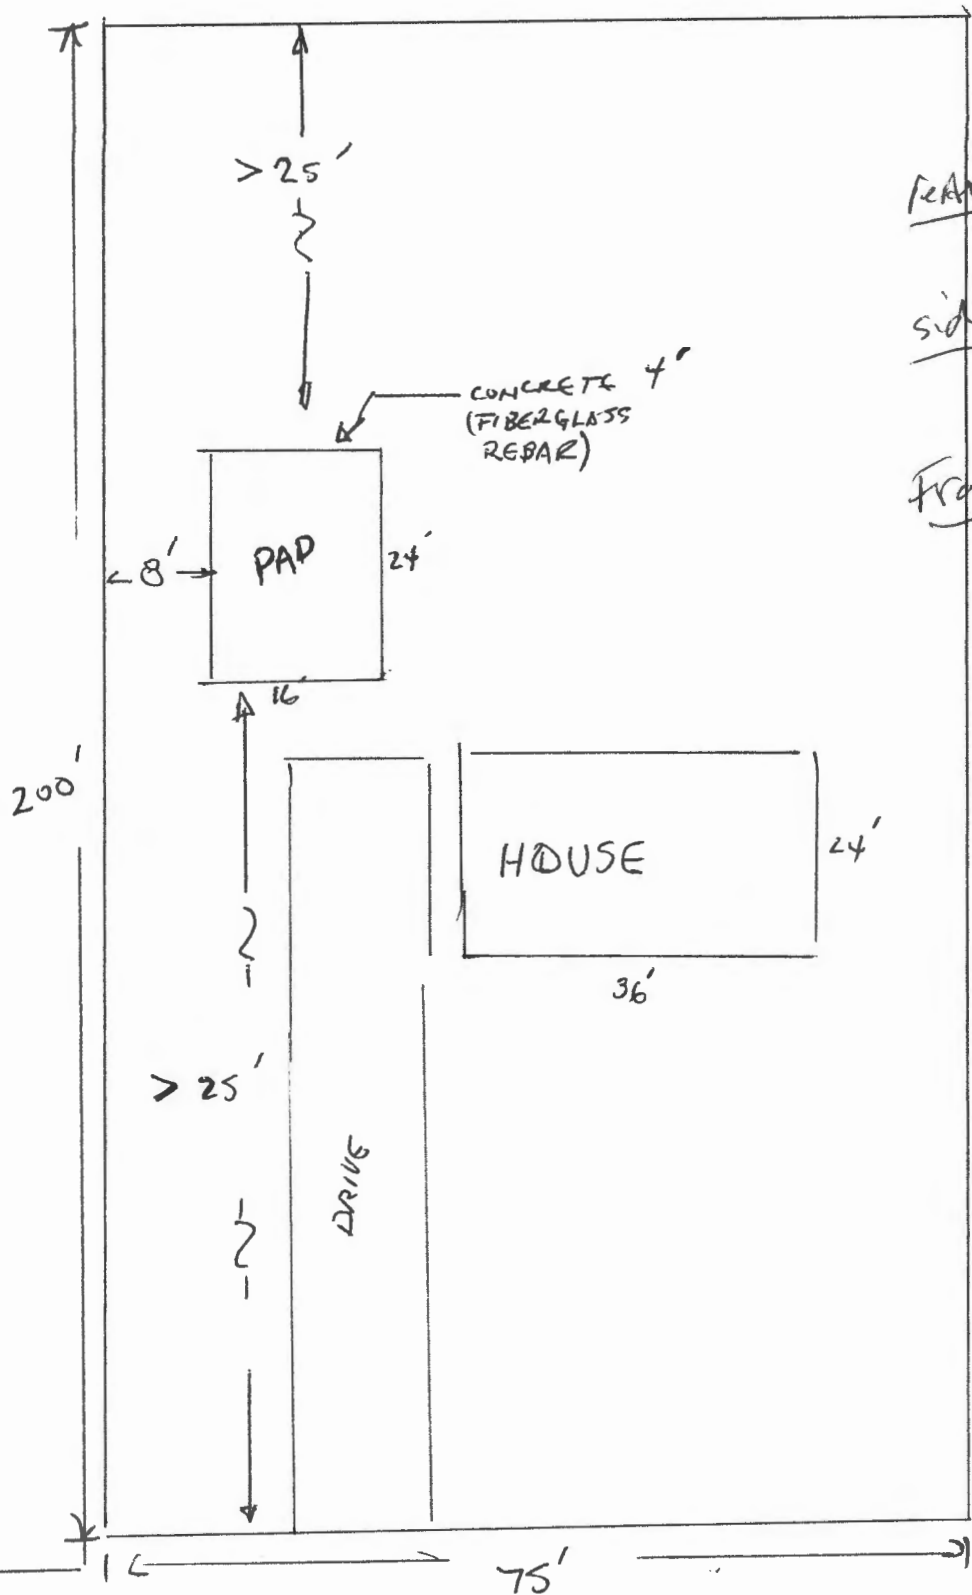 > 25'
CONCRETE 4"
(FIBERGLASS
REBAR)
8'
PAD
24'
16'
200'
HOUSE
24'
36'
> 25'
DRIVE
75'